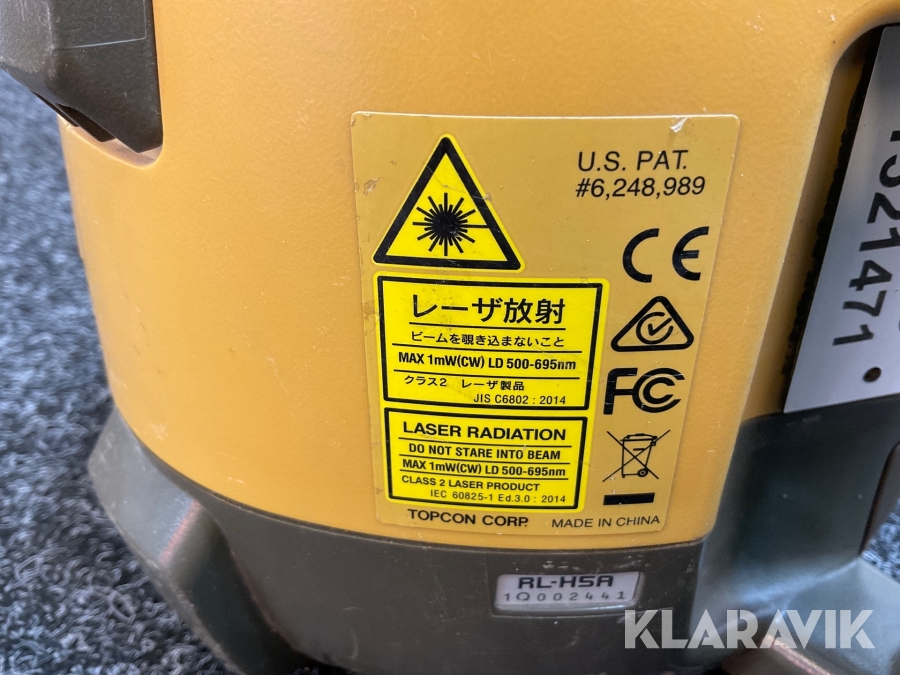 U.S. PAT.
#6,248,989
CE
レーザ放射
ビームを覗き込まないこと
MAX 1mW(CW) LD 500-695nm
クラス2 レーザ製品
JIS C6802 : 2014
FC
LASER RADIATION
DO NOT STARE INTO BEAM
MAX 1mW(CW) LD 500-695nm
CLASS 2 LASER PRODUCT
IEC 60825-1 Ed.3.0 : 2014
TOPCON CORP. MADE IN CHINA
RL-H5A
1Q002441
1321471
KLARAVIK